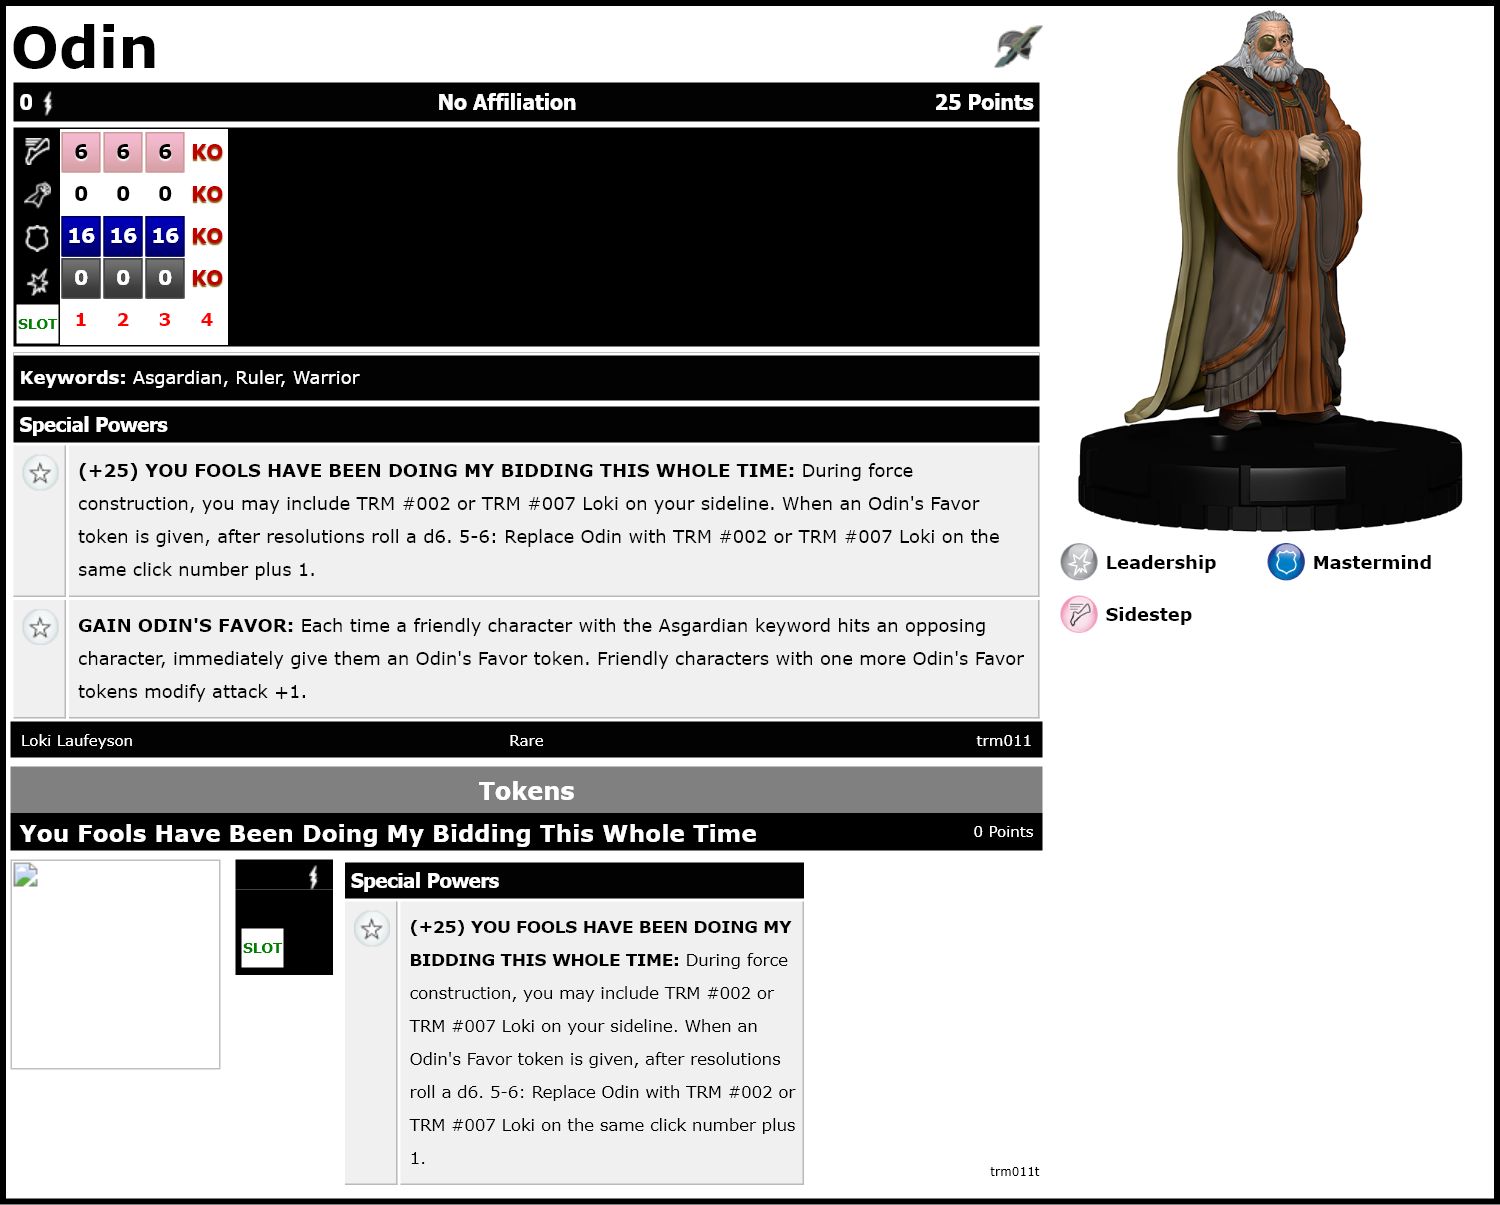 Odin
0 No Affiliation 25 Points
6 6 6 KO
0 0 0 KO
16 16 16 KO
0 0 0 KO
SLOT 1 2 3 4
Keywords: Asgardian, Ruler, Warrior
Special Powers
(+25) YOU FOOLS HAVE BEEN DOING MY BIDDING THIS WHOLE TIME: During force
construction, you may include TRM #002 or TRM #007 Loki on your sideline. When an Odin's Favor
token is given, after resolutions roll a d6. 5-6: Replace Odin with TRM #002 or TRM #007 Loki on the
same click number plus 1.
GAIN ODIN'S FAVOR: Each time a friendly character with the Asgardian keyword hits an opposing
character, immediately give them an Odin's Favor token. Friendly characters with one more Odin's Favor
tokens modify attack +1.
Loki Laufeyson Rare trm011
Leadership Mastermind
Sidestep
Tokens
You Fools Have Been Doing My Bidding This Whole Time 0 Points
SLOT
Special Powers
(+25) YOU FOOLS HAVE BEEN DOING MY
BIDDING THIS WHOLE TIME: During force
construction, you may include TRM #002 or
TRM #007 Loki on your sideline. When an
Odin's Favor token is given, after resolutions
roll a d6. 5-6: Replace Odin with TRM #002 or
TRM #007 Loki on the same click number plus
1.
trm011t